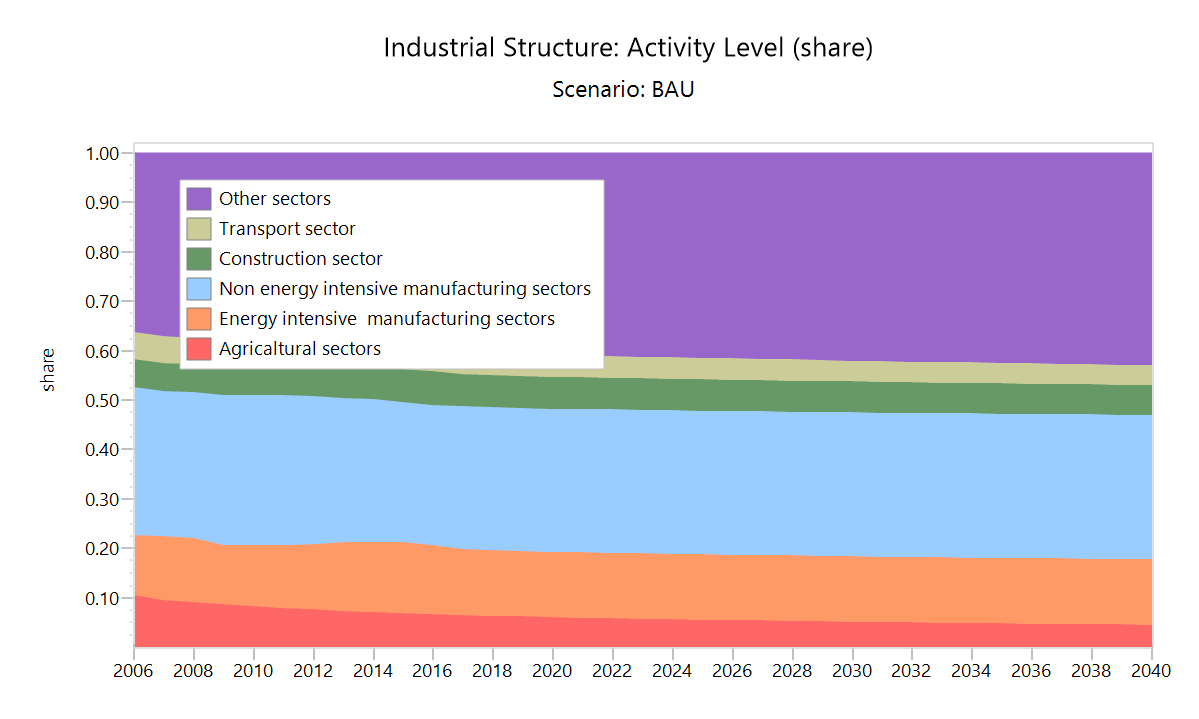 Industrial Structure: Activity Level (share)
Scenario: BAU
1.00
0.90
0.80
0.70
0.60
0.50
0.40
0.30
0.20
0.10
share
Other sectors
Transport sector
Construction sector
Non energy intensive manufacturing sectors
Energy intensive  manufacturing sectors
Agricaltural sectors
2006 2008 2010 2012 2014 2016 2018 2020 2022 2024 2026 2028 2030 2032 2034 2036 2038 2040